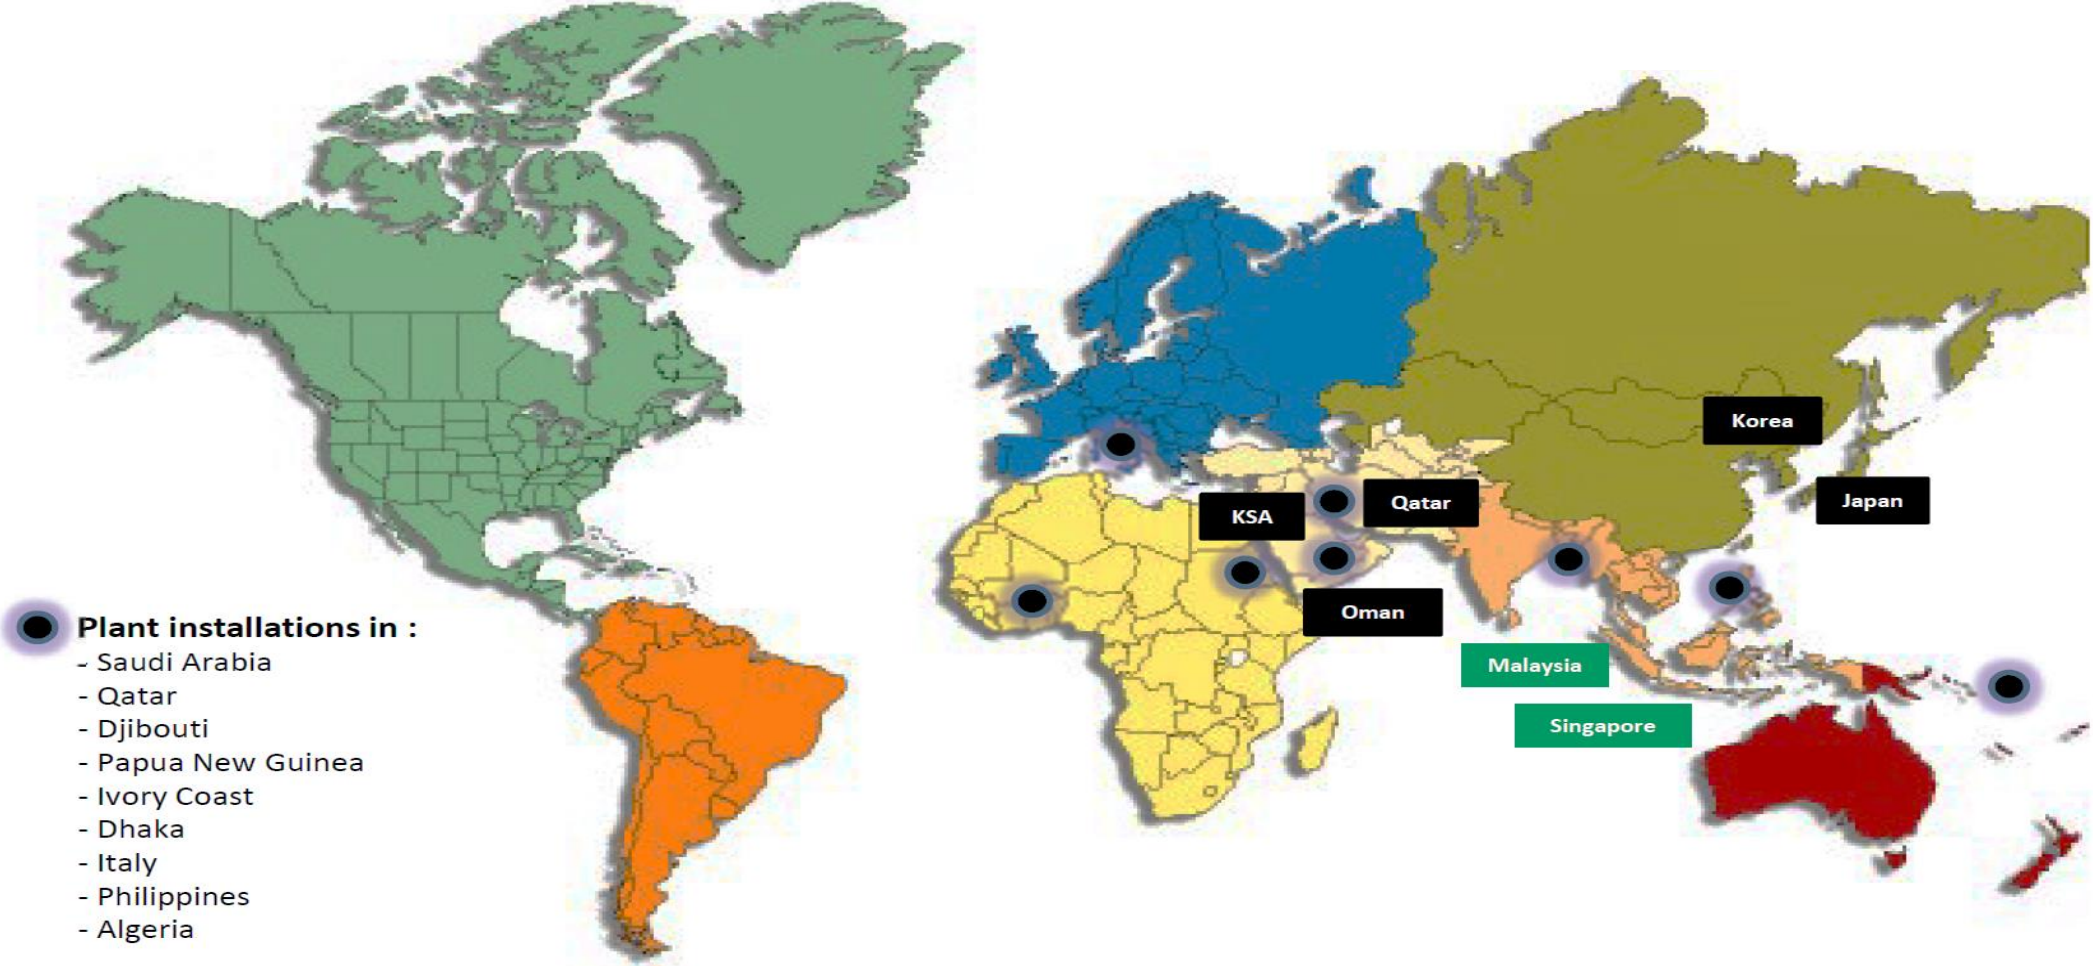 Korea
Japan
Qatar
KSA
Oman
Malaysia
Singapore
Plant installations in :
- Saudi Arabia
- Qatar
- Djibouti
- Papua New Guinea
- Ivory Coast
- Dhaka
- Italy
- Philippines
- Algeria